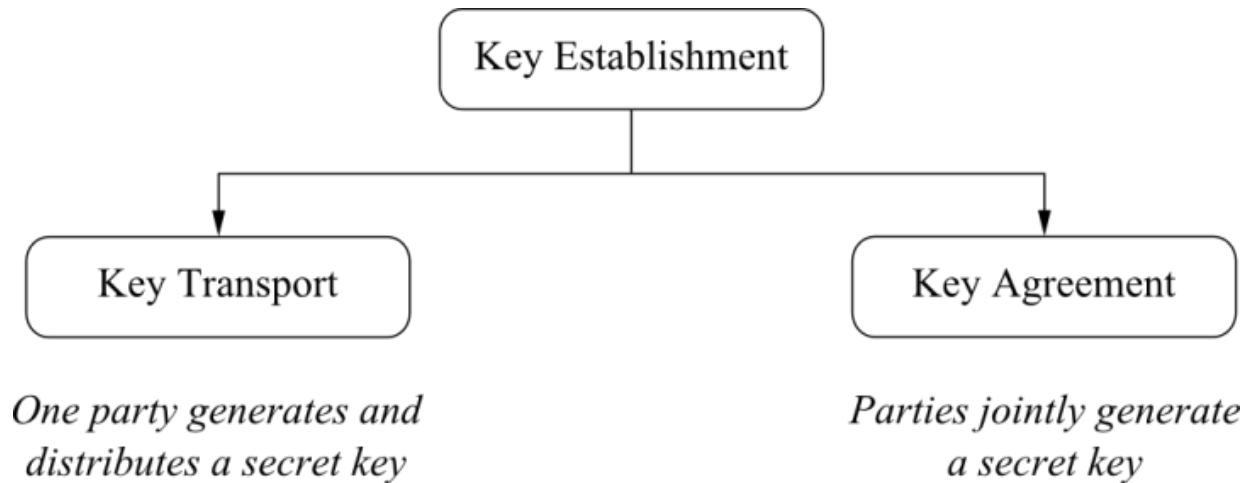 Key Establishment
Key Transport
Key Agreement
One party generates and
distributes a secret key
Parties jointly generate
a secret key